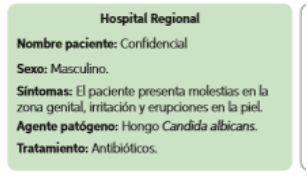 Hospital Regional
Nombre paciente: Confidencial
Sexo: Masculino.
Síntomas: El paciente presenta molestias en la
zona genital, irritación y erupciones en la piel.
Agente patógeno: Hongo Candida albicans.
Tratamiento: Antibióticos.